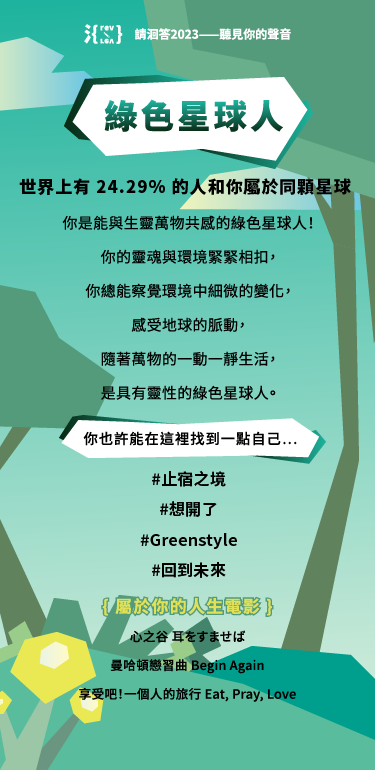 氵{rev LGA}
請洄答2023——聽見你的聲音
綠色星球人
世界上有 24.29% 的人和你屬於同顆星球
你是能與生靈萬物共感的綠色星球人！
你的靈魂與環境緊緊相扣，
你總能察覺環境中細微的變化，
感受地球的脈動，
隨著萬物的一動一靜生活，
是具有靈性的綠色星球人。
你也許能在這裡找到一點自己...
#止宿之境
#想開了
#Greenstyle
#回到未來
{ 屬於你的人生電影 }
心之谷 耳をすませば
曼哈頓戀習曲 Begin Again
享受吧！一個人的旅行 Eat, Pray, Love